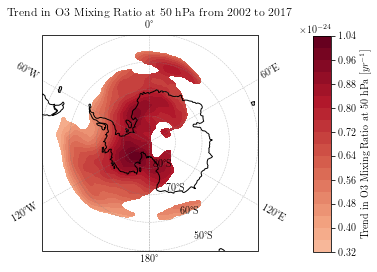 Trend in O3 Mixing Ratio at 50 hPa from 2002 to 2017
0°
×10⁻²⁴
60°W
60°E
1.04
0.96
0.88
0.80
0.72
0.64
0.56
0.48
0.40
0.32
Trend in O3 Mixing Ratio at 50 hPa [yr⁻¹]
70°S
60°S
50°S
120°W
120°E
180°